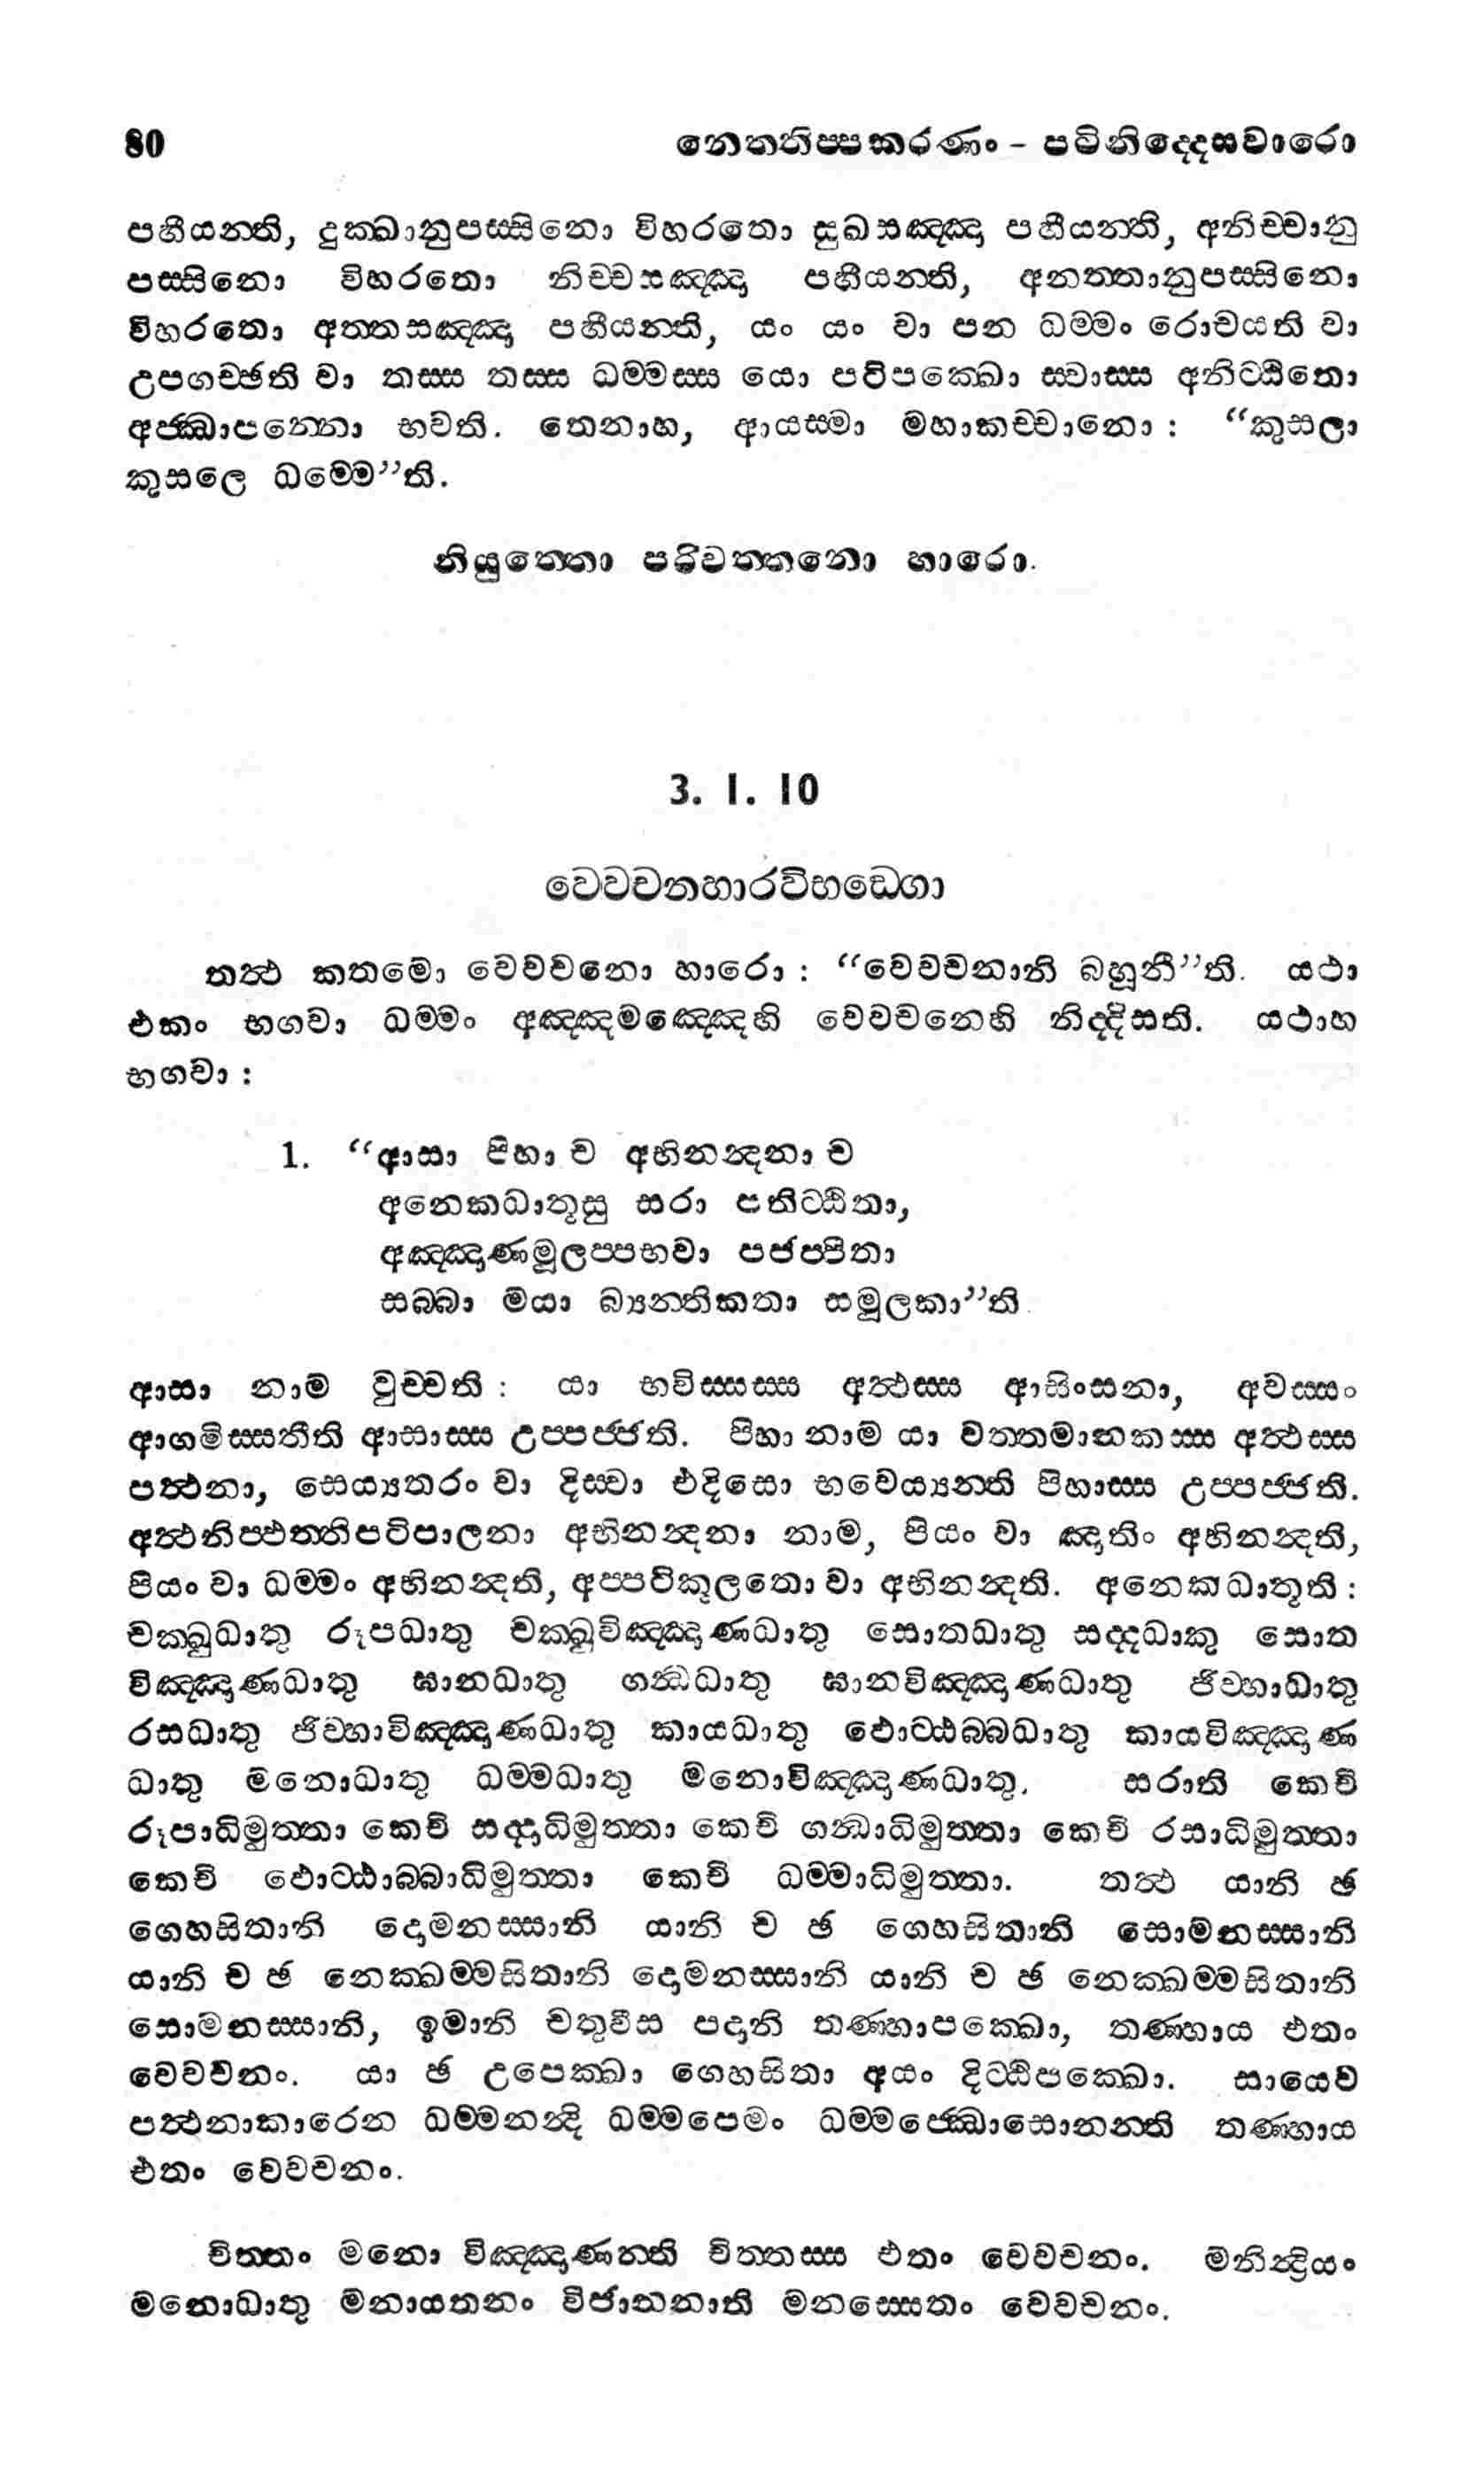 80 නෙත්තිප්පකරණං - පටිනිද්දෙසවාරො
පහීයන්ති, දුක්ඛානුපස්සිනො විහරතො සුඛසඤ්ඤා පහීයන්ති, අනිච්චානු
පස්සිනො විහරතො නිච්චසඤ්ඤා පහීයන්ති, අනත්තානුපස්සිනො
විහරතො අත්තසඤ්ඤා පහීයන්ති, යං යං වා පන ධම්මං රොචයති වා
උපගච්ඡති වා තස්ස තස්ස ධම්මස්ස යො පටිපක්ඛො ස්වාස්ස අනිට්ඨිතො
අජ්ඣාපන්නො භවති. තෙනාහ, ආයස්මා මහාකච්චානො : “කුසලා
කුසලෙ ධම්මෙ”ති.
නියුත්තො පරිවත්තනො හාරො.
3. 1. 10
වෙවචනහාරවිභඞ්ගො
තත්ථ කතමො වෙවචනො හාරො : “වෙවචනානි බහූනී”ති. යථා
එකං භගවා ධම්මං අඤ්ඤමඤ්ඤෙහි වෙවචනෙහි නිද්දිසති. යථාහ
භගවා :
1. “ආසා පිහා ච අභිනන්දනා ච
අනෙකධාතූසු සරා පතිට්ඨිතා,
අඤ්ඤාණමූලප්පභවා පජප්පිතා
සබ්බා මයා බ්‍යන්තිකතා සමූලකා”ති
ආසා නාම වුච්චති : යා භවිස්සස්ස අත්ථස්ස ආසිංසනා, අවස්සං
ආගමිස්සතීති ආසාස්ස උප්පජ්ජති. පිහා නාම යා වත්තමානකස්ස අත්ථස්ස
පත්ථනා, සෙය්‍යතරං වා දිස්වා එදිසො භවෙය්‍යන්ති පිහාස්ස උප්පජ්ජති.
අත්ථනිප්ඵත්තිපටිපාලනා අභිනන්දනා නාම, පියං වා ඤාතිං අභිනන්දති,
පියං වා ධම්මං අභිනන්දති, අප්පටිකූලතො වා අභිනන්දති. අනෙකධාතූති :
චක්ඛුධාතු රූපධාතු චක්ඛුවිඤ්ඤාණධාතු සොතධාතු සද්දධාතු සොත
විඤ්ඤාණධාතු ඝානධාතු ගන්ධධාතු ඝානවිඤ්ඤාණධාතු ජිව්හාධාතු
රසධාතු ජිව්හාවිඤ්ඤාණධාතු කායධාතු ඵොට්ඨබ්බධාතු කායවිඤ්ඤාණ
ධාතු මනොධාතු ධම්මධාතු මනොවිඤ්ඤාණධාතු. සරාති කෙචි
රූපාධිමුත්තා කෙචි සද්දාධිමුත්තා කෙචි ගන්ධාධිමුත්තා කෙචි රසාධිමුත්තා
කෙචි ඵොට්ඨාබ්බාධිමුත්තා කෙචි ධම්මාධිමුත්තා. තත්ථ යානි ඡ
ගෙහසිතානි දොමනස්සානි යානි ච ඡ ගෙහසිතානි සොමනස්සානි
යානි ච ඡ නෙක්ඛම්මසිතානි දොමනස්සානි යානි ච ඡ නෙක්ඛම්මසිතානි
සොමනස්සානි, ඉමානි චතුවීස පදානි තණ්හාපක්ඛො, තණ්හාය එතං
වෙවචනං. යා ඡ උපෙක්ඛා ගෙහසිතා අයං දිට්ඨිපක්ඛො. සායෙව
පත්ථනාකාරෙන ධම්මනන්දි ධම්මපෙමං ධම්මජ්ඣොසොනන්ති තණ්හාය
එතං වෙවචනං.
චිත්තං මනො විඤ්ඤාණන්ති චිත්තස්ස එතං වෙවචනං. මනින්ද්‍රියං
මනොධාතු මනායතනං විජානනාති මනස්සෙතං වෙවචනං.